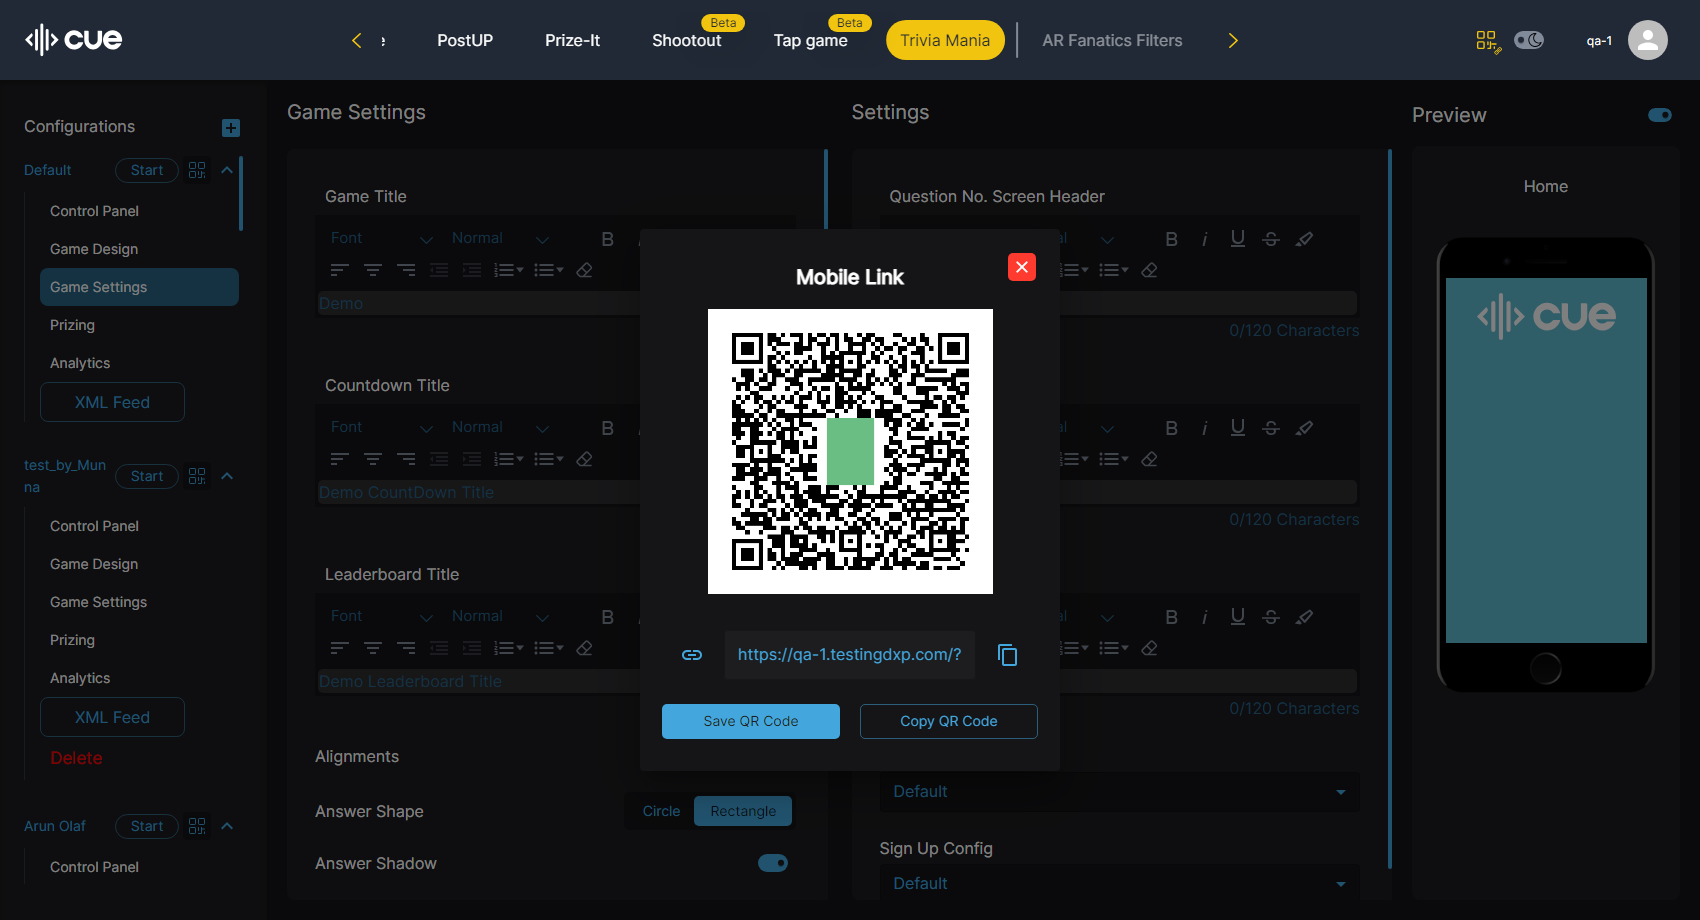 cue
PostUP
Prize-It
Shootout
Beta
Tap game
Beta
Trivia Mania
AR Fanatics Filters
qa-1
Configurations
Default
Start
Control Panel
Game Design
Game Settings
Prizing
Analytics
XML Feed
test_by_Mun
na
Start
Control Panel
Game Design
Game Settings
Prizing
Analytics
XML Feed
Delete
Arun Olaf
Start
Control Panel
Game Settings
Game Title
Font
Normal
B
Demo
Countdown Title
Font
Normal
B
Demo CountDown Title
Leaderboard Title
Font
Normal
B
Demo Leaderboard Title
Alignments
Answer Shape
Circle
Rectangle
Answer Shadow
Mobile Link
https://qa-1.testingdxp.com/?
Save QR Code
Copy QR Code
Settings
Question No. Screen Header
B i U S
0/120 Characters
B i U S
0/120 Characters
B i U S
0/120 Characters
Default
Sign Up Config
Default
Preview
Home
cue